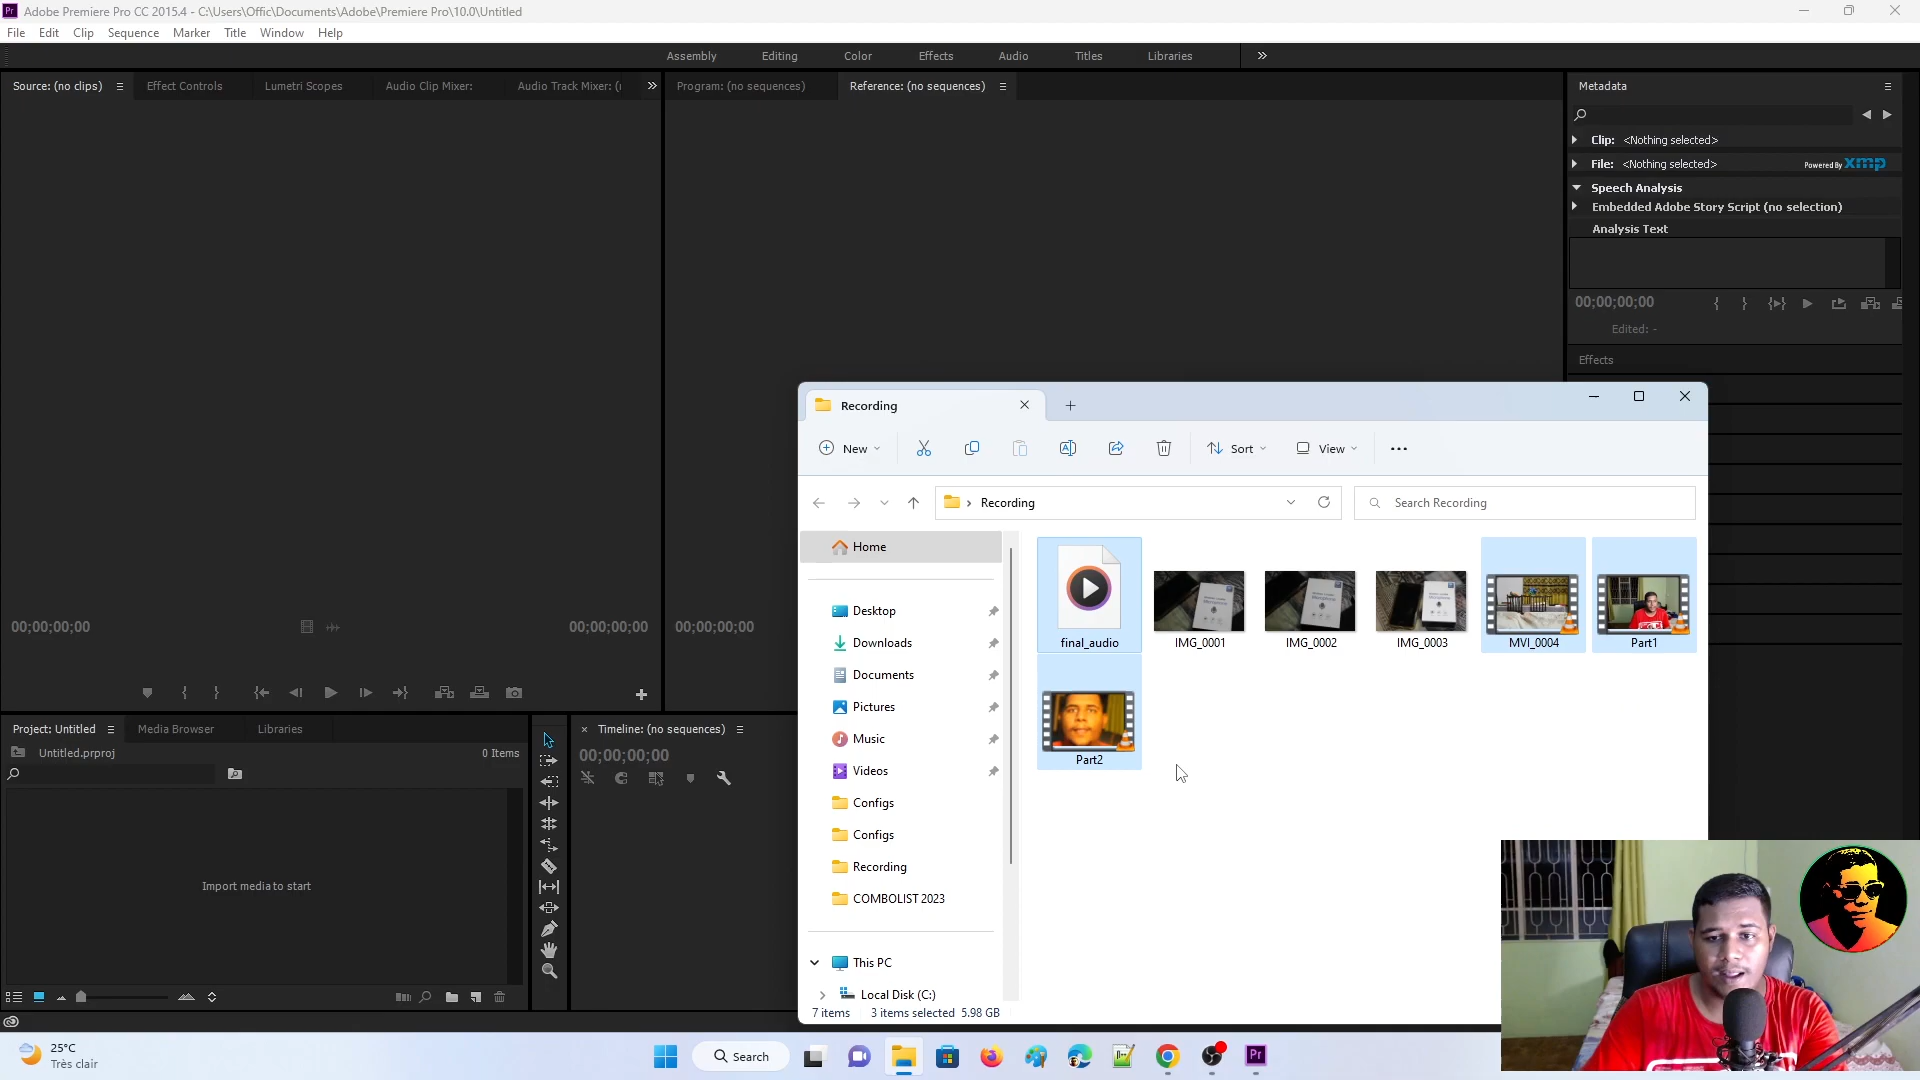 Pr Adobe Premiere Pro CC 2015.4 - C:\Users\Offic\Documents\Adobe\Premiere Pro\10.0\Untitled
File Edit Clip Sequence Marker Title Window Help
Assembly Editing Color Effects Audio Titles Libraries
Source: (no clips) Effect Controls Lumetri Scopes Audio Clip Mixer: Audio Track Mixer: (
Program: (no sequences) Reference: (no sequences)
Metadata
Clip: <Nothing selected>
File: <Nothing selected> Powered By xmp
Speech Analysis
Embedded Adobe Story Script (no selection)
Analysis Text
00;00;00;00
Edited: -
Effects
Recording
New Sort View
Recording
Search Recording
Home
Desktop
Downloads
Documents
Pictures
Music
Videos
Configs
Configs
Recording
COMBOLIST 2023
This PC
Local Disk (C:)
7 items 3 items selected 5.98 GB
final_audio IMG_0001 IMG_0002 IMG_0003 MVI_0004 Part1
Part2
00;00;00;00 00;00;00;00 00;00;00;00
Project: Untitled Media Browser Libraries
Untitled.prproj 0 Items
Import media to start
Timeline: (no sequences)
00;00;00;00
25°C
Très clair
Search
Pr